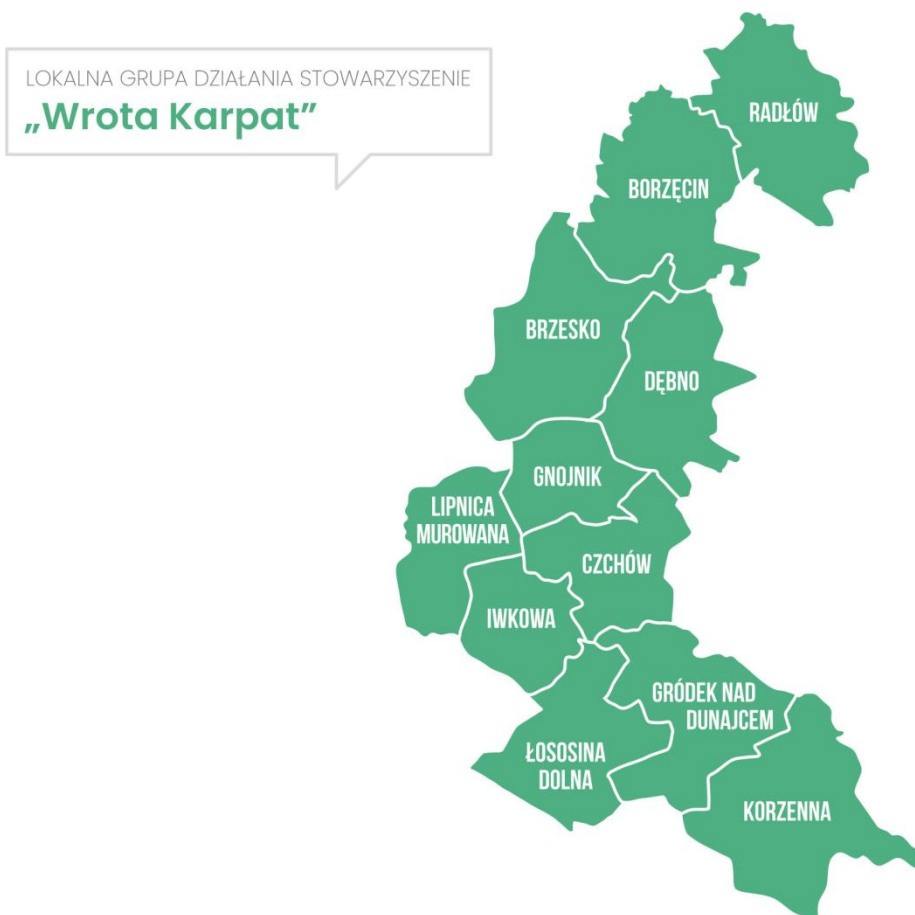 LOKALNA GRUPA DZIAŁANIA STOWARZYSZENIE
„Wrota Karpat”
RADŁÓW
BORZĘCIN
BRZESKO
DĘBNO
GNOJNIK
LIPNICA
MUROWANA
CZCHÓW
IWKOWA
GRÓDEK NAD
DUNAJCEM
ŁOSOSINA
DOLNA
KORZENNA